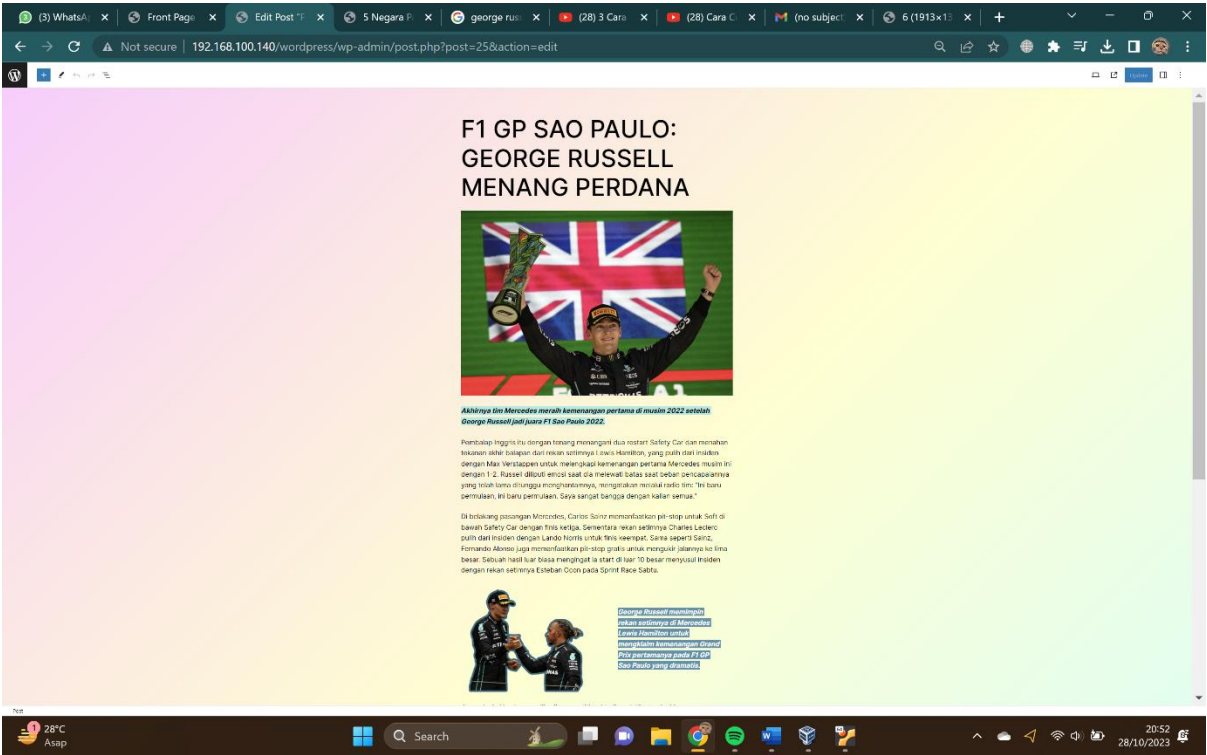 (3) WhatsA
Front Page
Edit Post "F
5 Negara P
george rus
(28) 3 Cara
(28) Cara C
(no subject
6 (1913×13
Not secure | 192.168.100.140/wordpress/wp-admin/post.php?post=25&action=edit
Update
F1 GP SAO PAULO:
GEORGE RUSSELL
MENANG PERDANA
Akhirnya tim Mercedes meraih kemenangan pertama di musim 2022 setelah
George Russell jadi juara F1 Sao Paulo 2022.
Pembalap Inggris itu dengan tenang menangani dua restart Safety Car dan menahan
tekanan akhir balapan dari rekan setimnya Lewis Hamilton, yang pulih dari insiden
dengan Max Verstappen untuk melengkapi kemenangan pertama Mercedes musim ini
dengan 1-2. Russell diliputi emosi saat dia melewati batas saat beban pencapaiannya
yang telah lama ditunggu menghantamnya, mengatakan melalui radio tim: "Ini baru
permulaan, ini baru permulaan. Saya sangat bangga dengan kalian semua."
Di belakang pasangan Mercedes, Carlos Sainz memanfaatkan pit-stop untuk Soft di
bawah Safety Car dengan finis ketiga. Sementara rekan setimnya Charles Leclerc
pulih dari insiden dengan Lando Norris untuk finis keempat. Sama seperti Sainz,
Fernando Alonso juga memanfaatkan pit-stop gratis untuk mengukir jalannya ke lima
besar. Sebuah hasil luar biasa mengingat ia start di luar 10 besar menyusul insiden
dengan rekan setimnya Esteban Ocon pada Sprint Race Sabtu.
George Russell memimpin
rekan setimnya di Mercedes
Lewis Hamilton untuk
mengklaim kemenangan Grand
Prix pertamanya pada F1 GP
Sao Paulo yang dramatis.
Post
28°C
Asap
Search
20:52
28/10/2023